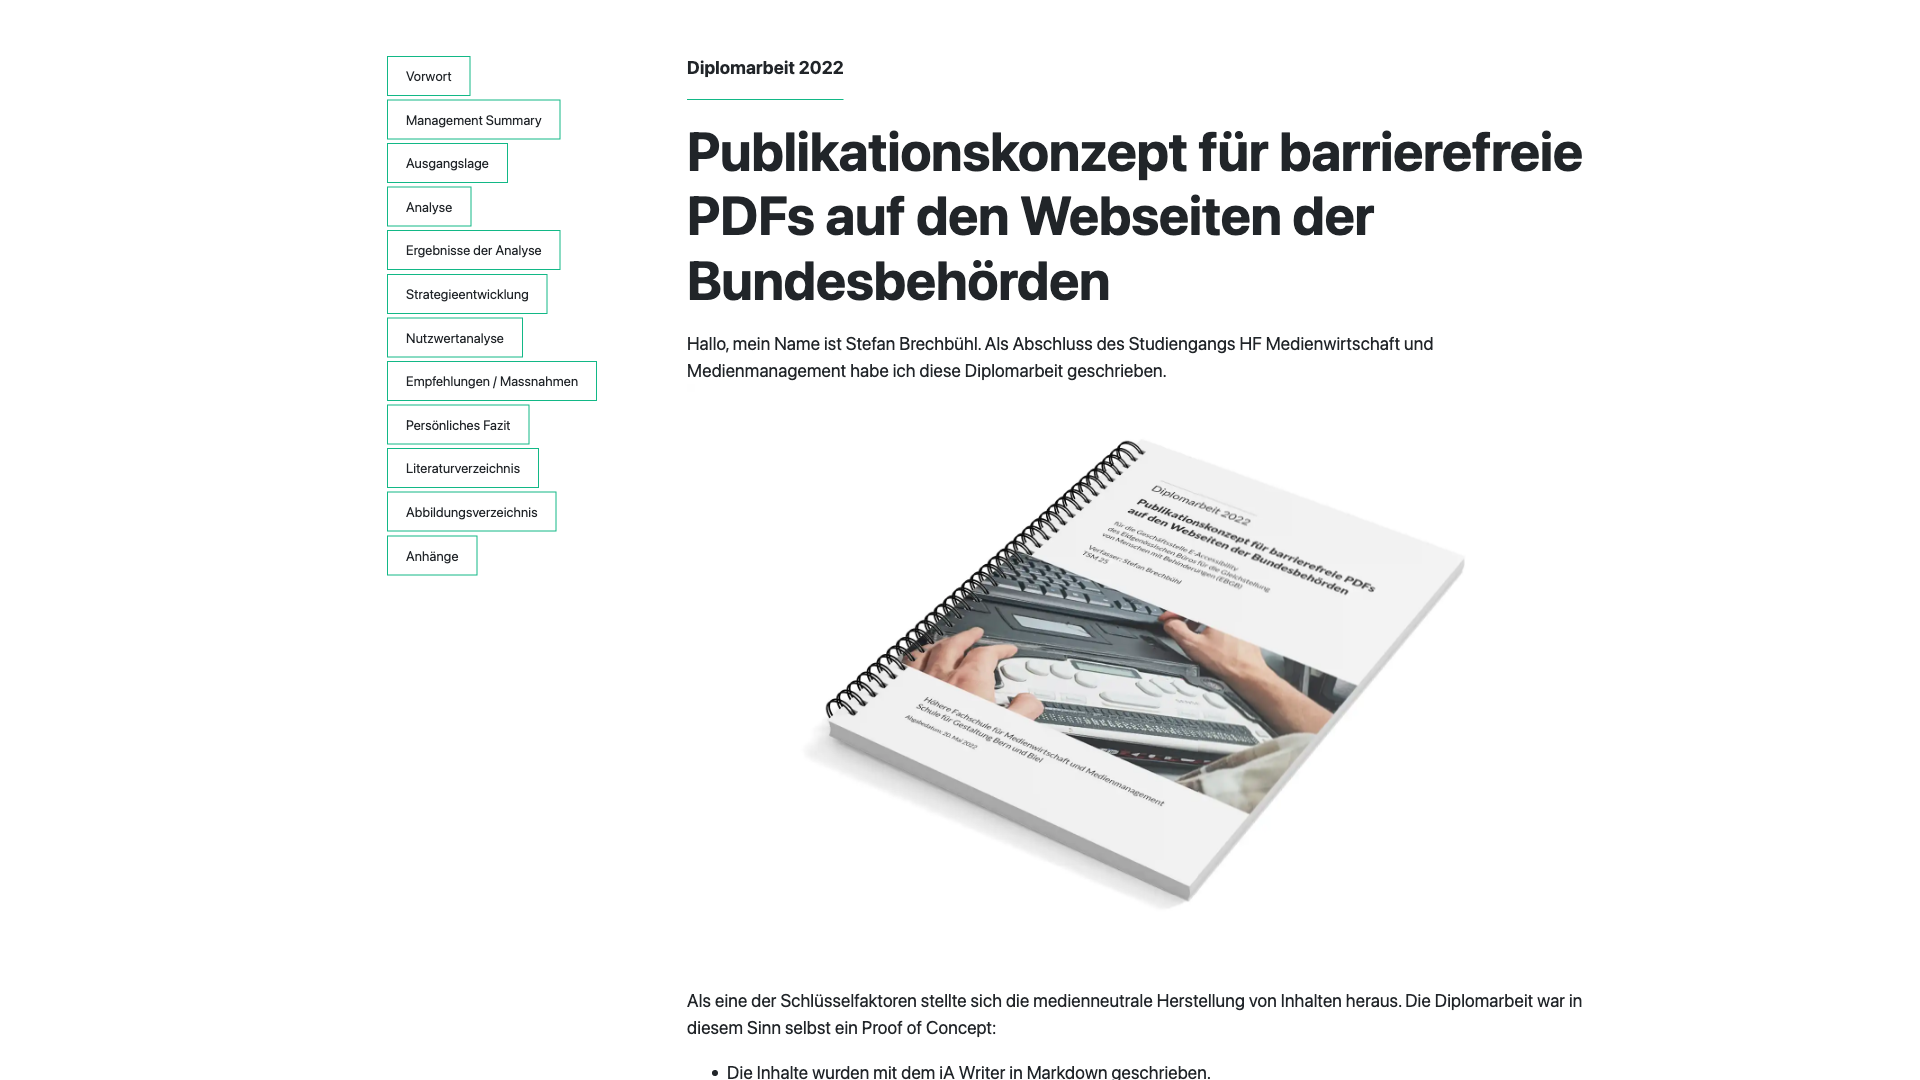 Vorwort
Management Summary
Ausgangslage
Analyse
Ergebnisse der Analyse
Strategieentwicklung
Nutzwertanalyse
Empfehlungen / Massnahmen
Persönliches Fazit
Literaturverzeichnis
Abbildungsverzeichnis
Anhänge
Diplomarbeit 2022
Publikationskonzept für barrierefreie
PDFs auf den Webseiten der
Bundesbehörden
Hallo, mein Name ist Stefan Brechbühl. Als Abschluss des Studiengangs HF Medienwirtschaft und
Medienmanagement habe ich diese Diplomarbeit geschrieben.
Diplomarbeit 2022
Publikationskonzept für barrierefreie PDFs
auf den Webseiten der Bundesbehörden
für die Geschäftsstelle E-Accessibility
des Eidgenössischen Büros für die Gleichstellung
von Menschen mit Behinderungen (EBGB)
Verfasser: Stefan Brechbühl
TSM 25
Höhere Fachschule für Medienwirtschaft und Medienmanagement
Schule für Gestaltung Bern und Biel
Abgabedatum, 20. Mai 2022
Als eine der Schlüsselfaktoren stellte sich die medienneutrale Herstellung von Inhalten heraus. Die Diplomarbeit war in
diesem Sinn selbst ein Proof of Concept:
• Die Inhalte wurden mit dem iA Writer in Markdown geschrieben.